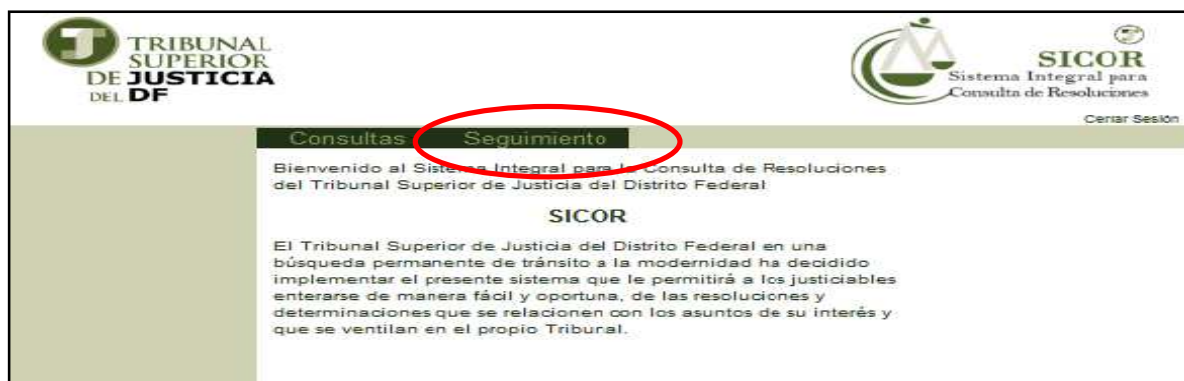 TRIBUNAL
SUPERIOR
DE JUSTICIA
DEL DF
SICOR
Sistema Integral para
Consulta de Resoluciones
Cerrar Sesión
Consultas Seguimiento
Bienvenido al Sistema Integral para la Consulta de Resoluciones
del Tribunal Superior de Justicia del Distrito Federal
SICOR
El Tribunal Superior de Justicia del Distrito Federal en una
búsqueda permanente de tránsito a la modernidad ha decidido
implementar el presente sistema que le permitirá a los justiciables
enterarse de manera fácil y oportuna, de las resoluciones y
determinaciones que se relacionen con los asuntos de su interés y
que se ventilan en el propio Tribunal.